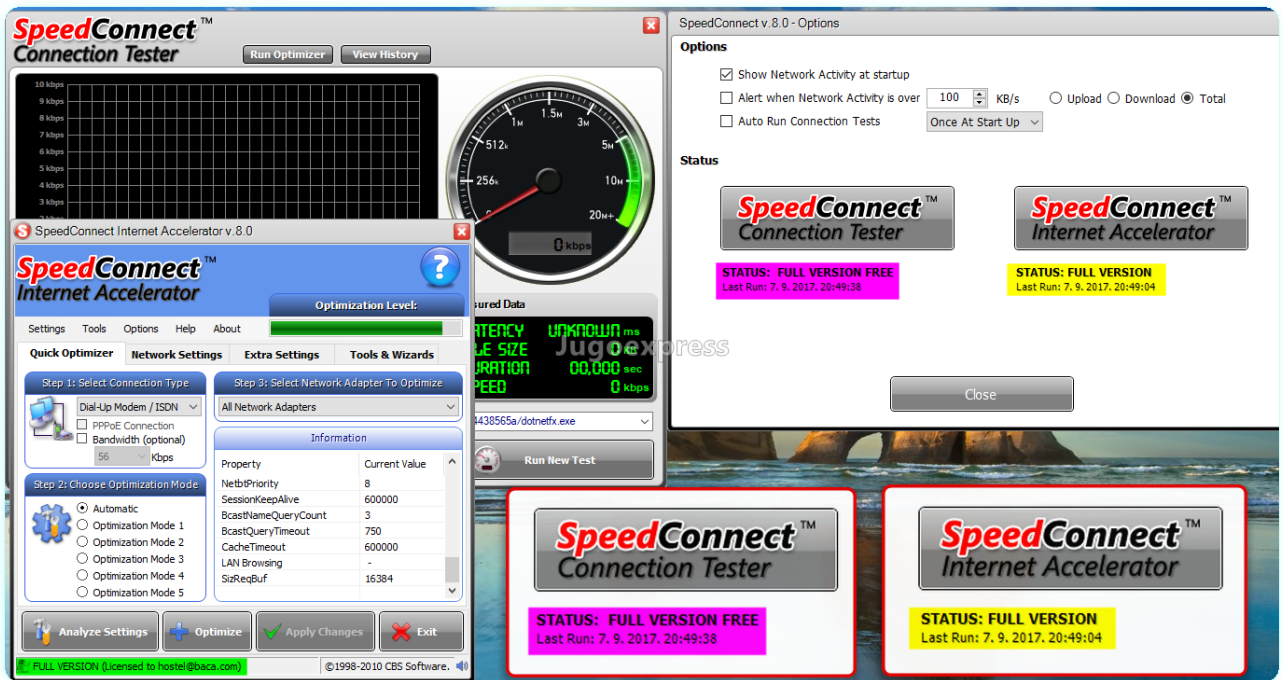 SpeedConnect™
Connection Tester
Run Optimizer
View History
10 kbps
9 kbps
8 kbps
7 kbps
6 kbps
5 kbps
4 kbps
3 kbps
0
256k
512k
1M
1.5M
3M
5M
10M
20M+
0 kbps
SpeedConnect v.8.0 - Options
Options
Show Network Activity at startup
Alert when Network Activity is over 100 KB/s Upload Download Total
Auto Run Connection Tests Once At Start Up
Status
SpeedConnect™
Connection Tester
STATUS: FULL VERSION FREE
Last Run: 7. 9. 2017. 20:49:38
SpeedConnect™
Internet Accelerator
STATUS: FULL VERSION
Last Run: 7. 9. 2017. 20:49:04
Close
SpeedConnect Internet Accelerator v.8.0
SpeedConnect™
Internet Accelerator
?
Optimization Level:
Settings Tools Options Help About
Quick Optimizer Network Settings Extra Settings Tools & Wizards
Step 1: Select Connection Type
Dial-Up Modem / ISDN
PPPoE Connection
Bandwidth (optional)
56 Kbps
Step 2: Choose Optimization Mode
Automatic
Optimization Mode 1
Optimization Mode 2
Optimization Mode 3
Optimization Mode 4
Optimization Mode 5
Step 3: Select Network Adapter To Optimize
All Network Adapters
Information
Property Current Value
NetbtPriority 8
SessionKeepAlive 600000
BcastNameQueryCount 3
BcastQueryTimeout 750
CacheTimeout 600000
LAN Browsing -
SizReqBuf 16384
Analyze Settings
Optimize
Apply Changes
Exit
FULL VERSION (Licensed to hostel@baca.com)
©1998-2010 CBS Software.
sured Data
ATENCY UNKNOWN ms
LE SIZE 0 KB
URATION 00,000 sec
PEED 0 kbps
4438565a/dotnetfx.exe
Run New Test
Jugoexpress
SpeedConnect™
Connection Tester
STATUS: FULL VERSION FREE
Last Run: 7. 9. 2017. 20:49:38
SpeedConnect™
Internet Accelerator
STATUS: FULL VERSION
Last Run: 7. 9. 2017. 20:49:04